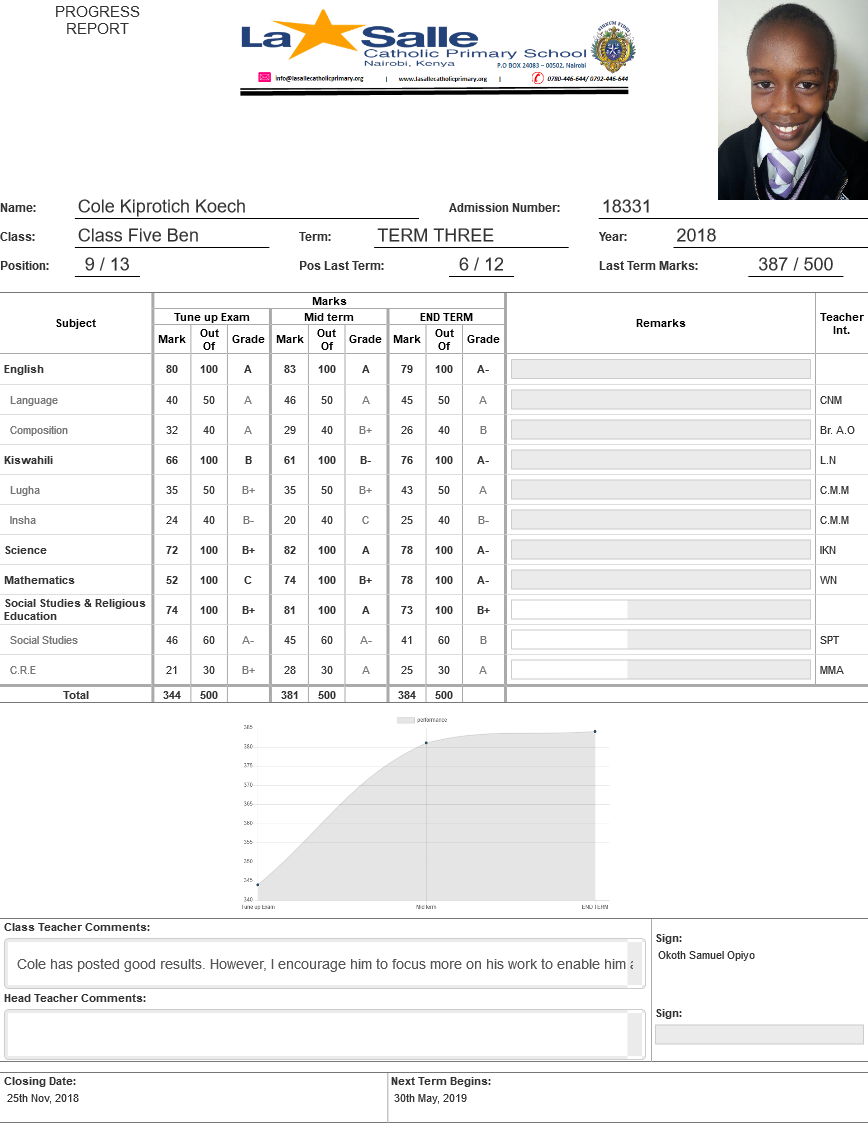 PROGRESS
REPORT
La Salle
Catholic Primary School
Nairobi, Kenya
P.O BOX 24083 – 00502, Nairobi
info@lasallecatholicprimary.org | www.lasallecatholicprimary.org | 0780-446-644/ 0792-446-644
Name: Cole Kiprotich Koech Admission Number: 18331
Class: Class Five Ben Term: TERM THREE Year: 2018
Position: 9 / 13 Pos Last Term: 6 / 12 Last Term Marks: 387 / 500
Subject Marks Remarks Teacher Int.
Tune up Exam Mid term END TERM
Mark Out Of Grade Mark Out Of Grade Mark Out Of Grade
English 80 100 A 83 100 A 79 100 A-
Language 40 50 A 46 50 A 45 50 A CNM
Composition 32 40 A 29 40 B+ 26 40 B Br. A.O
Kiswahili 66 100 B 61 100 B- 76 100 A- L.N
Lugha 35 50 B+ 35 50 B+ 43 50 A C.M.M
Insha 24 40 B- 20 40 C 25 40 B- C.M.M
Science 72 100 B+ 82 100 A 78 100 A- IKN
Mathematics 52 100 C 74 100 B+ 78 100 A- WN
Social Studies & Religious
Education 74 100 B+ 81 100 A 73 100 B+
Social Studies 46 60 A- 45 60 A- 41 60 B SPT
C.R.E 21 30 B+ 28 30 A 25 30 A MMA
Total 344 500 381 500 384 500
performance
385
380
375
370
365
360
355
350
345
340
Tune up Exam Mid term END TERM
Class Teacher Comments:
Cole has posted good results. However, I encourage him to focus more on his work to enable him
Sign:
Okoth Samuel Opiyo
Head Teacher Comments:
Sign:
Closing Date: Next Term Begins:
25th Nov, 2018 30th May, 2019